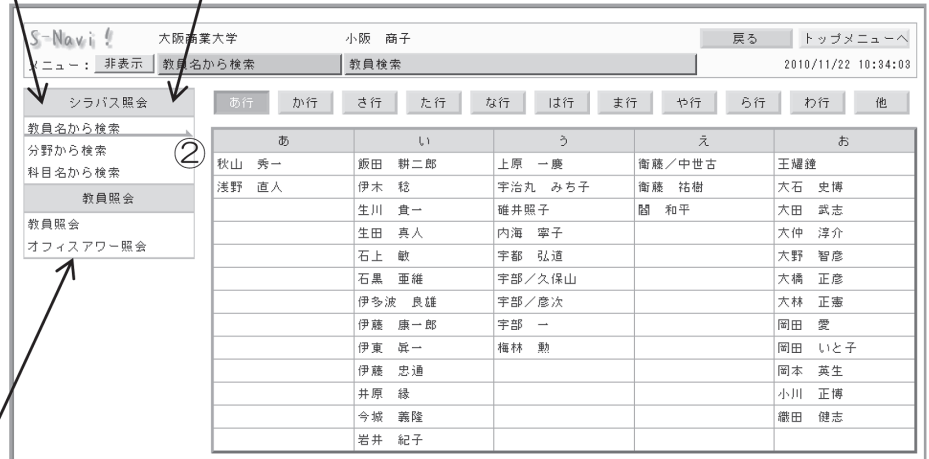 S-Navi! 大阪商業大学 小阪 商子 戻る トップメニューへ
メニュー： 非表示 教員名から検索 教員検索 2010/11/22 10:34:03
シラバス照会
教員名から検索
分野から検索
科目名から検索
教員照会
教員照会
オフィスアワー照会
②
あ行 か行 さ行 た行 な行 は行 ま行 や行 ら行 わ行 他
あ い う え お
秋山 秀一 飯田 耕二郎 上原 一慶 衛藤／中世古 王耀鐘
浅野 直人 伊木 稔 宇治丸 みち子 衛藤 祐樹 大石 史博
生川 貴一 碓井照子 閻 和平 大田 武志
生田 真人 内海 寧子 大仲 淳介
石上 敏 宇都 弘道 大野 智彦
石黒 亜維 宇部／久保山 大橋 正彦
伊多波 良雄 宇部／彦次 大林 正憲
伊藤 康一郎 宇部 一 岡田 愛
伊東 眞一 梅林 勲 岡田 いと子
伊藤 忠通 岡本 英生
井原 縁 小川 正博
今城 義隆 織田 健志
岩井 紀子